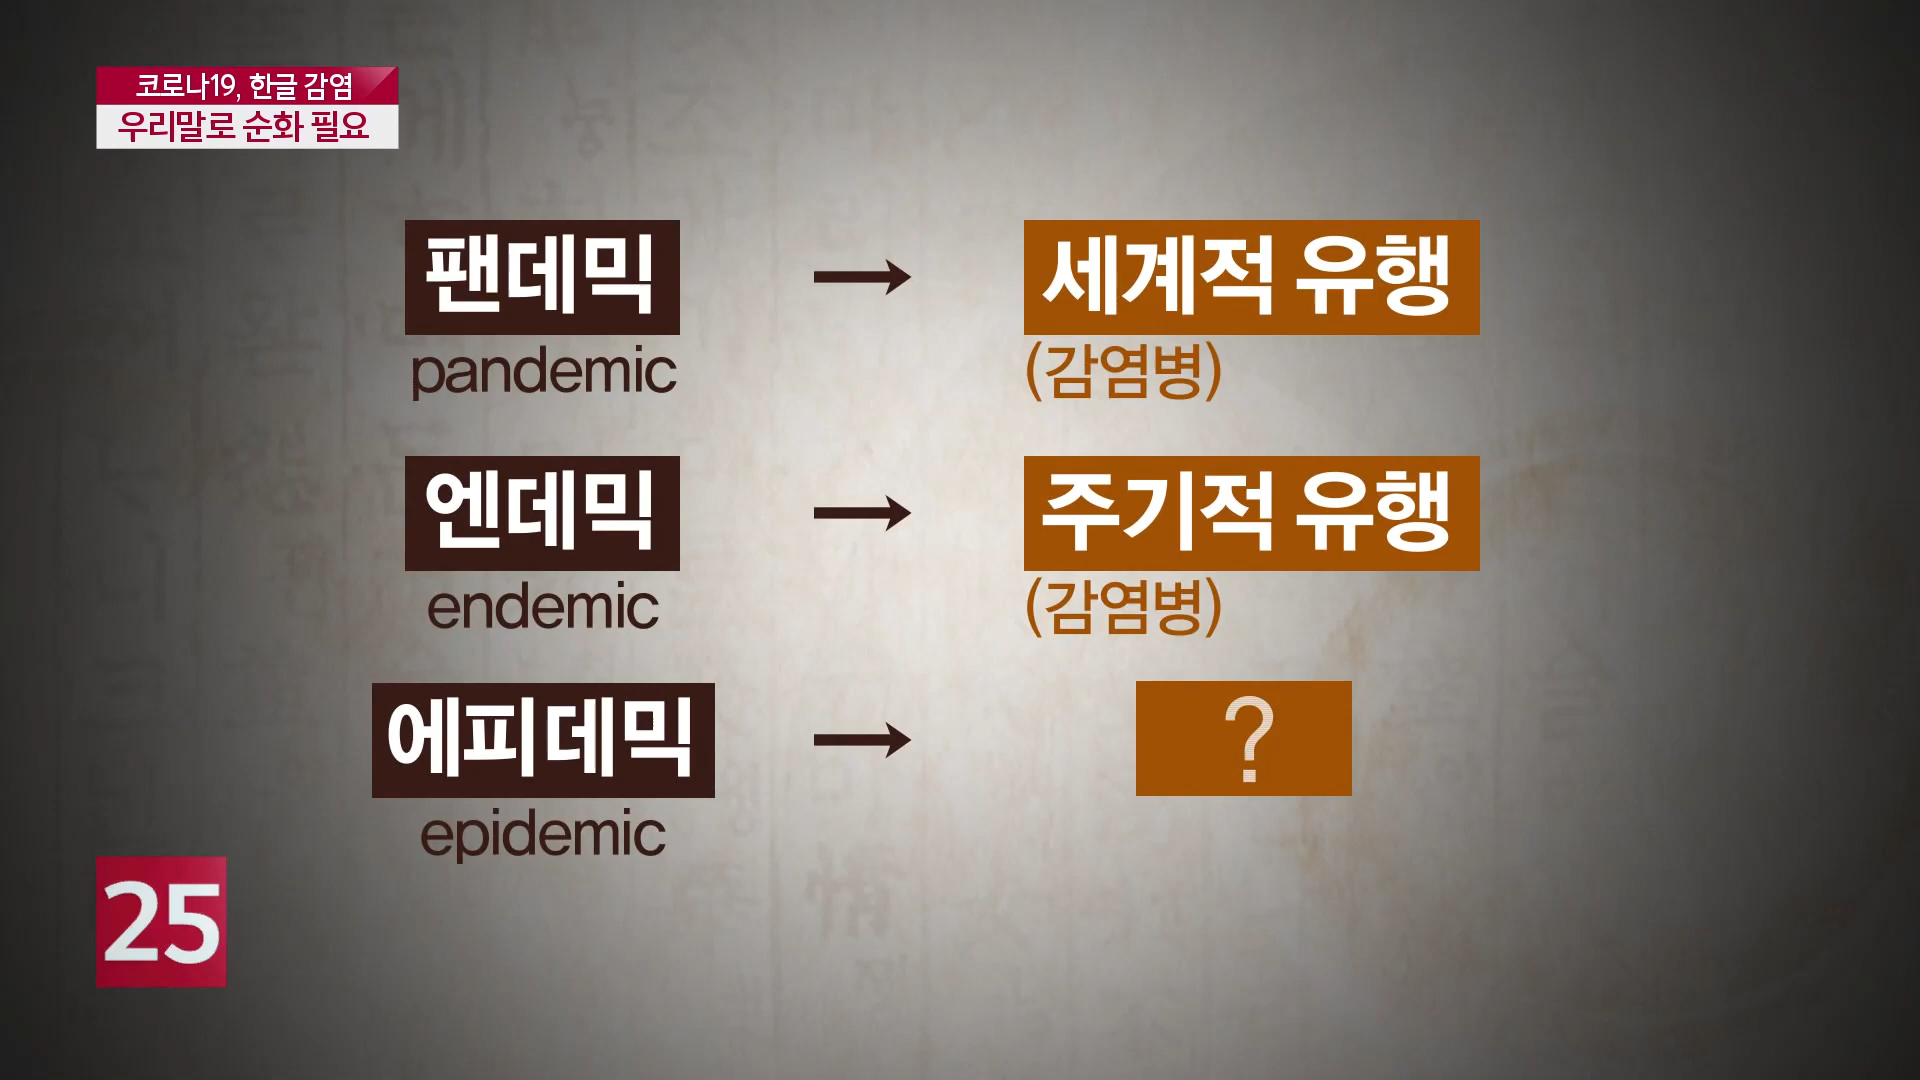 코로나19, 한글 감염
우리말로 순화 필요
팬데믹 → 세계적 유행
pandemic (감염병)
엔데믹 → 주기적 유행
endemic (감염병)
에피데믹 → ?
epidemic
25